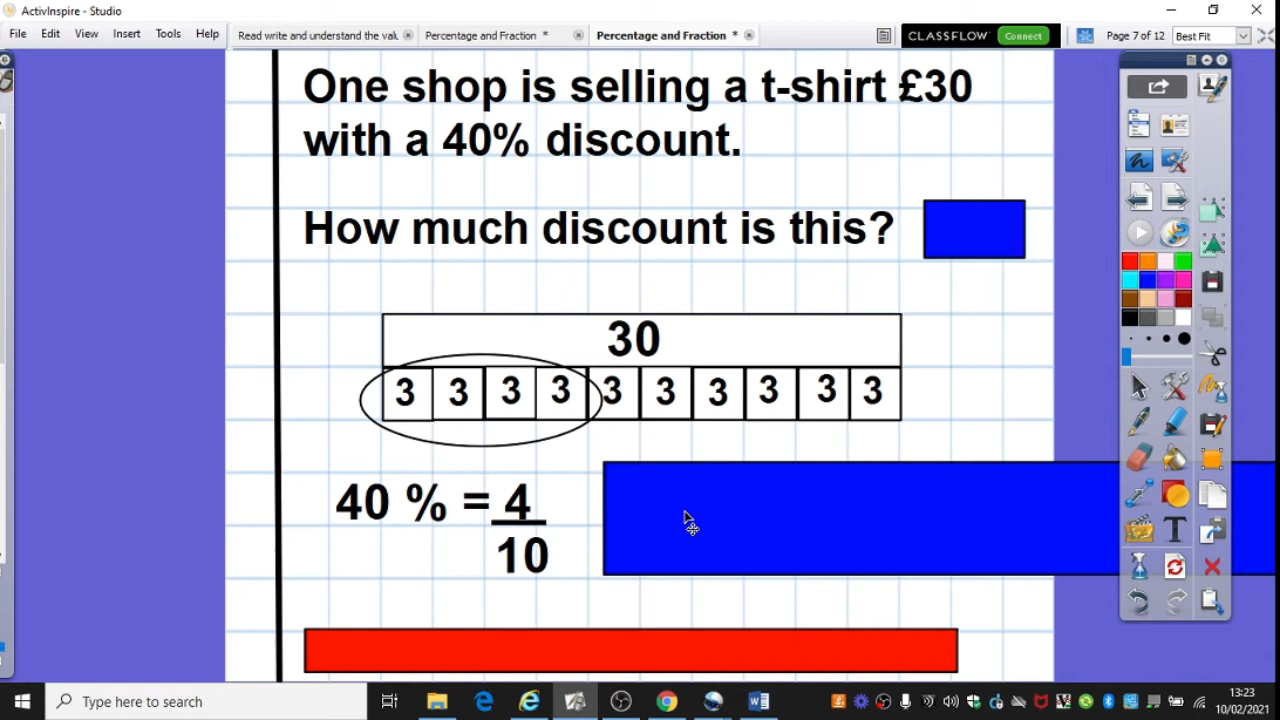 ActivInspire - Studio
File Edit View Insert Tools Help
Read write and understand the valu
Percentage and Fraction *
Percentage and Fraction *
CLASSFLOW Connect
Page 7 of 12
Best Fit
One shop is selling a t-shirt £30
with a 40% discount.
How much discount is this?
30
3 3 3 3 3 3 3 3 3 3
40 % = 4
10
Type here to search
13:23
10/02/2021